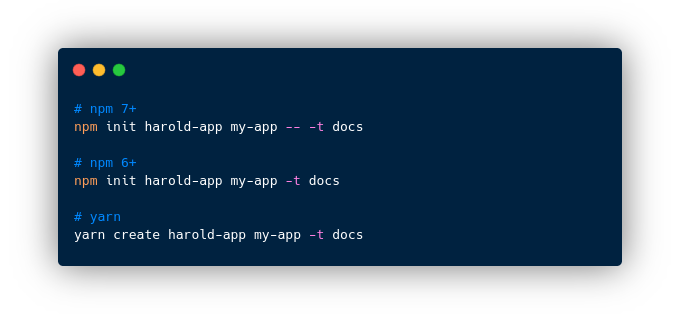 # npm 7+
npm init harold-app my-app -- -t docs
# npm 6+
npm init harold-app my-app -t docs
# yarn
yarn create harold-app my-app -t docs